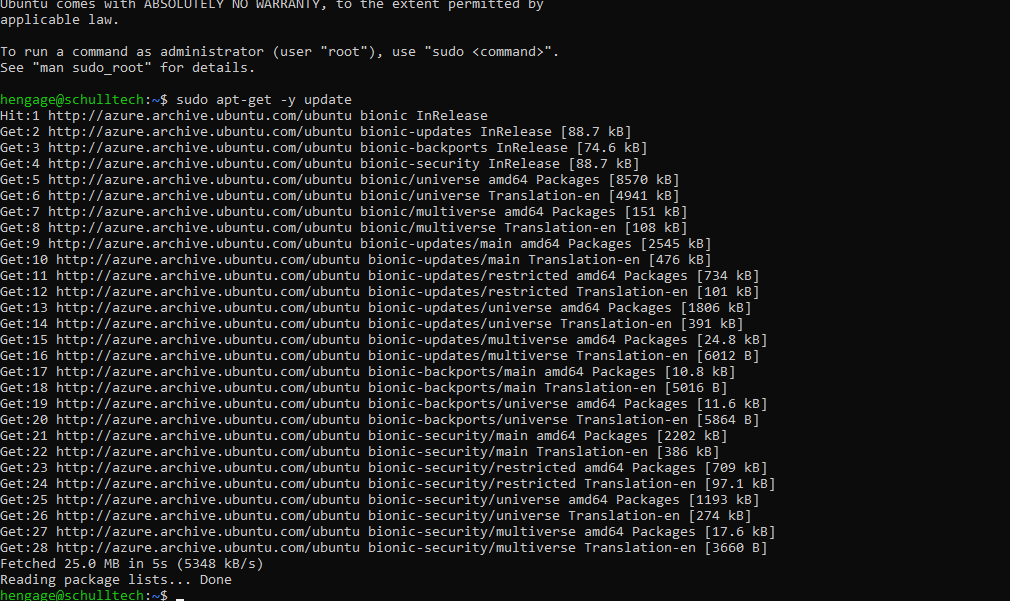 Ubuntu comes with ABSOLUTELY NO WARRANTY, to the extent permitted by
applicable law.
To run a command as administrator (user "root"), use "sudo <command>".
See "man sudo_root" for details.
hengage@schulltech:~$ sudo apt-get -y update
Hit:1 http://azure.archive.ubuntu.com/ubuntu bionic InRelease
Get:2 http://azure.archive.ubuntu.com/ubuntu bionic-updates InRelease [88.7 kB]
Get:3 http://azure.archive.ubuntu.com/ubuntu bionic-backports InRelease [74.6 kB]
Get:4 http://azure.archive.ubuntu.com/ubuntu bionic-security InRelease [88.7 kB]
Get:5 http://azure.archive.ubuntu.com/ubuntu bionic/universe amd64 Packages [8570 kB]
Get:6 http://azure.archive.ubuntu.com/ubuntu bionic/universe Translation-en [4941 kB]
Get:7 http://azure.archive.ubuntu.com/ubuntu bionic/multiverse amd64 Packages [151 kB]
Get:8 http://azure.archive.ubuntu.com/ubuntu bionic/multiverse Translation-en [108 kB]
Get:9 http://azure.archive.ubuntu.com/ubuntu bionic-updates/main amd64 Packages [2545 kB]
Get:10 http://azure.archive.ubuntu.com/ubuntu bionic-updates/main Translation-en [476 kB]
Get:11 http://azure.archive.ubuntu.com/ubuntu bionic-updates/restricted amd64 Packages [734 kB]
Get:12 http://azure.archive.ubuntu.com/ubuntu bionic-updates/restricted Translation-en [101 kB]
Get:13 http://azure.archive.ubuntu.com/ubuntu bionic-updates/universe amd64 Packages [1806 kB]
Get:14 http://azure.archive.ubuntu.com/ubuntu bionic-updates/universe Translation-en [391 kB]
Get:15 http://azure.archive.ubuntu.com/ubuntu bionic-updates/multiverse amd64 Packages [24.8 kB]
Get:16 http://azure.archive.ubuntu.com/ubuntu bionic-updates/multiverse Translation-en [6012 B]
Get:17 http://azure.archive.ubuntu.com/ubuntu bionic-backports/main amd64 Packages [10.8 kB]
Get:18 http://azure.archive.ubuntu.com/ubuntu bionic-backports/main Translation-en [5016 B]
Get:19 http://azure.archive.ubuntu.com/ubuntu bionic-backports/universe amd64 Packages [11.6 kB]
Get:20 http://azure.archive.ubuntu.com/ubuntu bionic-backports/universe Translation-en [5864 B]
Get:21 http://azure.archive.ubuntu.com/ubuntu bionic-security/main amd64 Packages [2202 kB]
Get:22 http://azure.archive.ubuntu.com/ubuntu bionic-security/main Translation-en [386 kB]
Get:23 http://azure.archive.ubuntu.com/ubuntu bionic-security/restricted amd64 Packages [709 kB]
Get:24 http://azure.archive.ubuntu.com/ubuntu bionic-security/restricted Translation-en [97.1 kB]
Get:25 http://azure.archive.ubuntu.com/ubuntu bionic-security/universe amd64 Packages [1193 kB]
Get:26 http://azure.archive.ubuntu.com/ubuntu bionic-security/universe Translation-en [274 kB]
Get:27 http://azure.archive.ubuntu.com/ubuntu bionic-security/multiverse amd64 Packages [17.6 kB]
Get:28 http://azure.archive.ubuntu.com/ubuntu bionic-security/multiverse Translation-en [3660 B]
Fetched 25.0 MB in 5s (5348 kB/s)
Reading package lists... Done
hengage@schulltech:~$ _